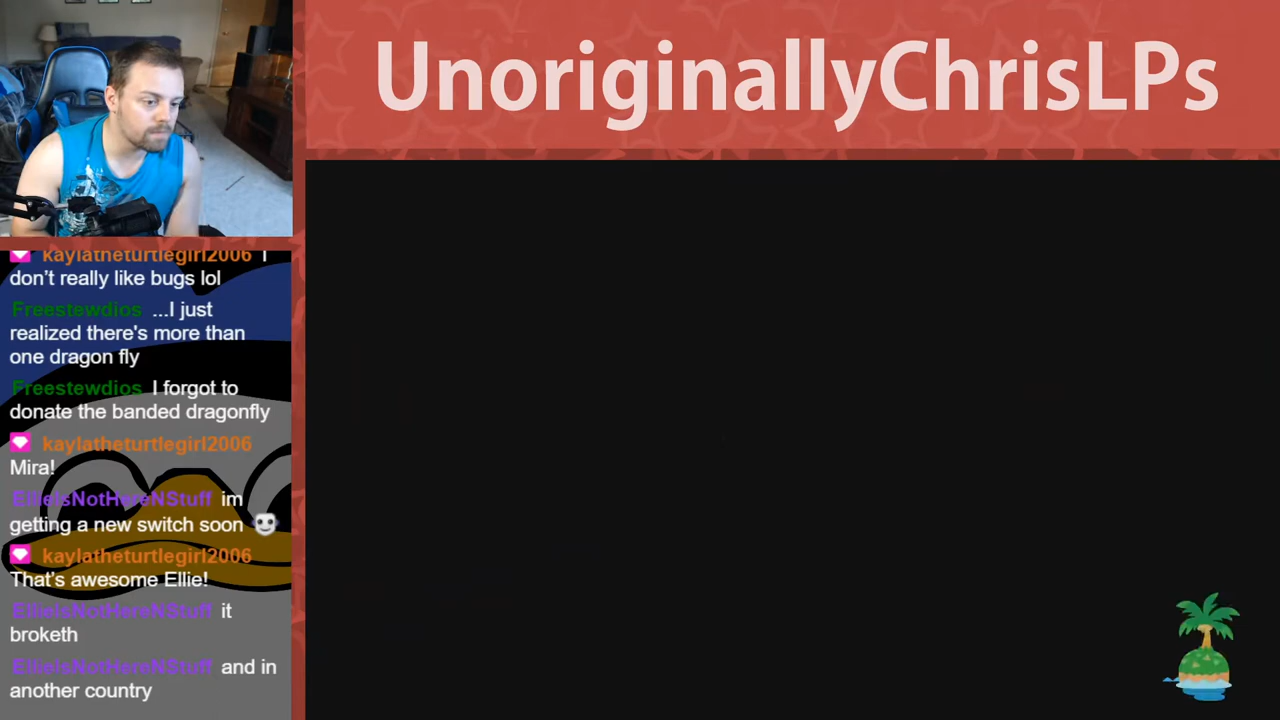 UnoriginallyChrisLPs
kaylatheturtlegirl2006 I
don't really like bugs lol
Freestewdios ...I just
realized there's more than
one dragon fly
Freestewdios I forgot to
donate the banded dragonfly
kaylatheturtlegirl2006
Mira!
EllieIsNotHereNStuff im
getting a new switch soon
kaylatheturtlegirl2006
That's awesome Ellie!
EllieIsNotHereNStuff it
broketh
EllieIsNotHereNStuff and in
another country